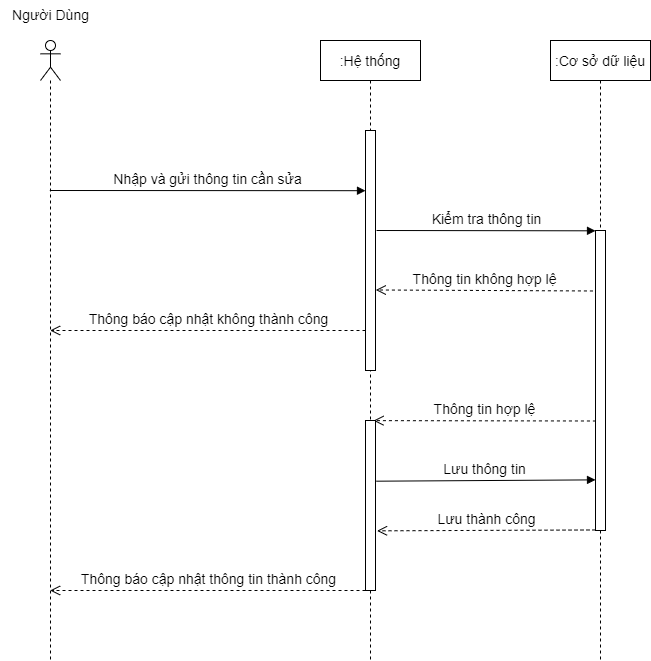 Người Dùng
:Hệ thống
:Cơ sở dữ liệu
Nhập và gửi thông tin cần sửa
Kiểm tra thông tin
Thông tin không hợp lê
Thông báo cập nhật không thành công
Thông tin hợp lê
Lưu thông tin
Lưu thành công
Thông báo cập nhật thông tin thành công